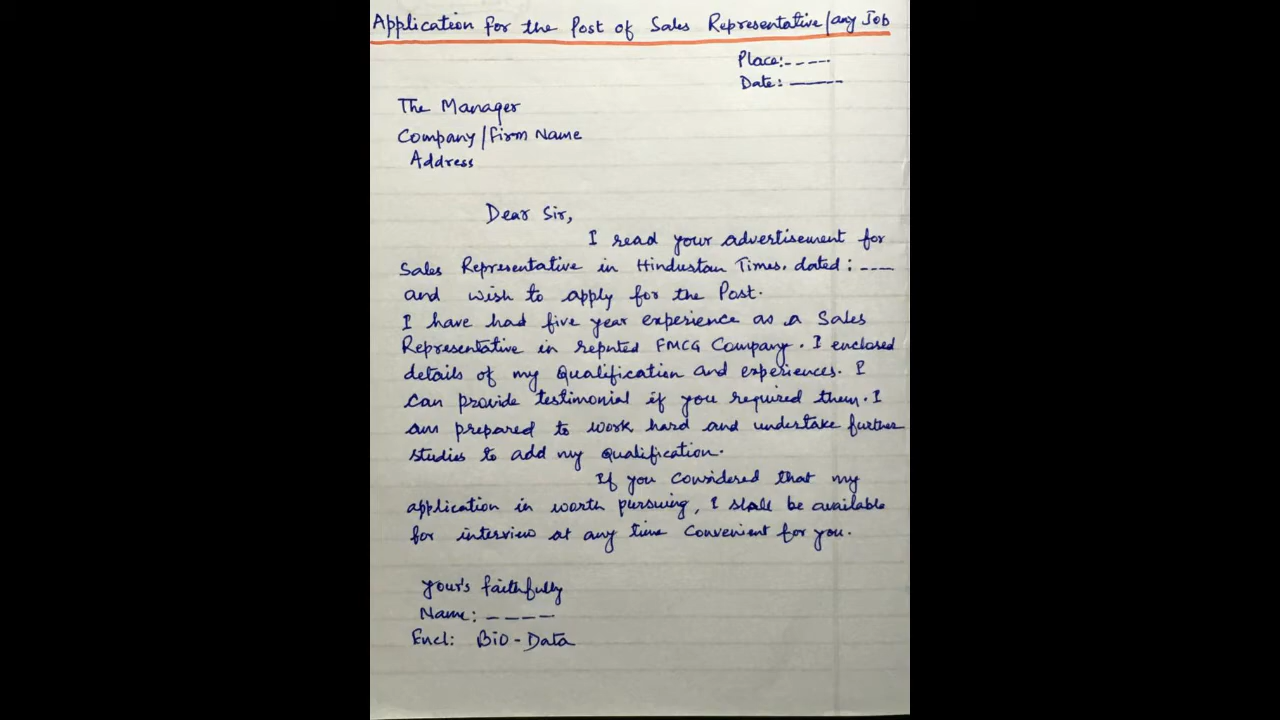 Application for the Post of Sales Representative/any Job
Place:-----
Date: ———
The Manager
Company/Firm Name
Address
Dear Sir,
I read your advertisement for
Sales Representative in Hindustan Times. dated : ----
and wish to apply for the Post.
I have had five year experience as a Sales
Representative in reputed FMCG Company. I enclosed
details of my Qualification and experiences. I
can provide testimonial if you required them. I
am prepared to work hard and undertake further
studies to add my Qualification.
If you Considered that my
application in worth pursuing, I shall be available
for interview at any time Convenient for you.
Your's faithfully
Name: ----
Encl: BiO-Data